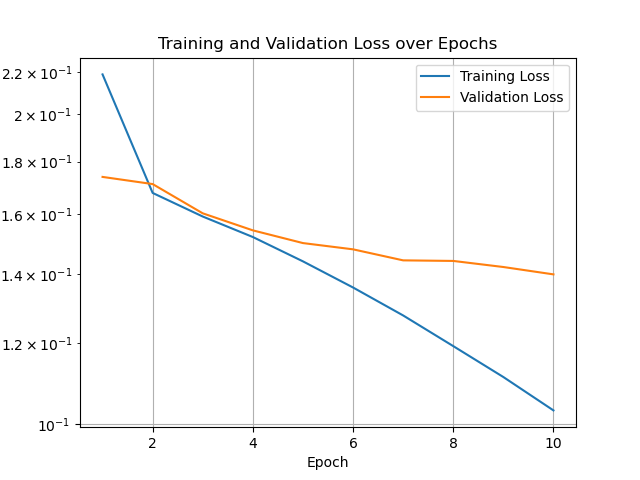 Training and Validation Loss over Epochs
Training Loss
Validation Loss
2.2 × 10⁻¹
2 × 10⁻¹
1.8 × 10⁻¹
1.6 × 10⁻¹
1.4 × 10⁻¹
1.2 × 10⁻¹
10⁻¹
2 4 6 8 10
Epoch